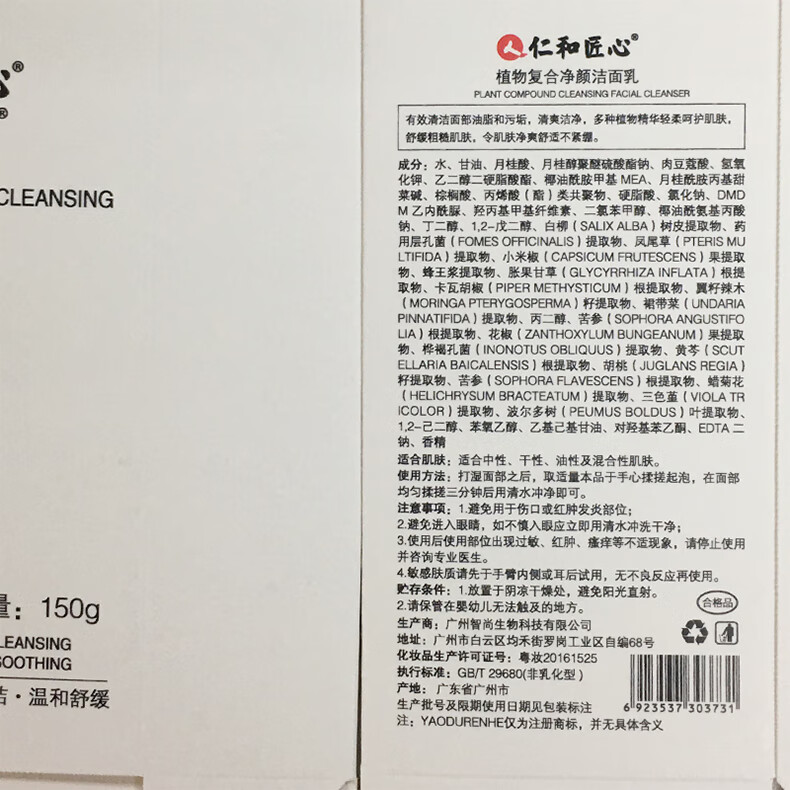 心®
®
CLEANSING
量：150g
LEANSING
SOOTHING
洁·温和舒缓
仁和匠心®
植物复合净颜洁面乳
PLANT COMPOUND CLEANSING FACIAL CLEANSER
有效清洁面部油脂和污垢，清爽洁净，多种植物精华轻柔呵护肌肤，
舒缓粗糙肌肤，令肌肤净爽舒适不紧绷。
成分：水、甘油、月桂酸、月桂醇聚醚硫酸酯钠、肉豆蔻酸、氢氧
化钾、乙二醇二硬脂酸酯、椰油酰胺甲基 MEA、月桂酰胺丙基甜
菜碱、棕榈酸、丙烯酸（酯）类共聚物、硬脂酸、氯化钠、DMD
M 乙内酰脲、羟丙基甲基纤维素、二氯苯甲醇、椰油酰氨基丙酸
钠、丁二醇、1,2-戊二醇、白柳（SALIX ALBA）树皮提取物、药
用层孔菌（FOMES OFFICINALIS）提取物、凤尾草（PTERIS MU
LTIFIDA）提取物、小米椒（CAPSICUM FRUTESCENS）果提取
物、蜂王浆提取物、胀果甘草（GLYCYRRHIZA INFLATA）根提
取物、卡瓦胡椒（PIPER METHYSTICUM）根提取物、翼籽辣木
（MORINGA PTERYGOSPERMA）籽提取物、裙带菜（UNDARIA
PINNATIFIDA）提取物、丙二醇、苦参（SOPHORA ANGUSTIFO
LIA）根提取物、花椒（ZANTHOXYLUM BUNGEANUM）果提取
物、桦褐孔菌（INONOTUS OBLIQUUS）提取物、黄芩（SCUT
ELLARIA BAICALENSIS）根提取物、胡桃（JUGLANS REGIA）
籽提取物、苦参（SOPHORA FLAVESCENS）根提取物、蜡菊花
（HELICHRYSUM BRACTEATUM）提取物、三色堇（VIOLA TR
ICOLOR）提取物、波尔多树（PEUMUS BOLDUS）叶提取物、
1,2-己二醇、苯氧乙醇、乙基己基甘油、对羟基苯乙酮、EDTA 二
钠、香精
适合肌肤：适合中性、干性、油性及混合性肌肤。
使用方法：打湿面部之后，取适量本品于手心揉搓起泡，在面部
均匀揉搓三分钟后用清水冲净即可。
注意事项：1.避免用于伤口或红肿发炎部位；
2.避免进入眼睛，如不慎入眼应立即用清水冲洗干净；
3.使用后使用部位出现过敏、红肿、瘙痒等不适现象，请停止使用
并咨询专业医生。
4.敏感肤质请先于手臂内侧或耳后试用，无不良反应再使用。
贮存条件：1.放置于阴凉干燥处，避免阳光直射。
2.请保管在婴幼儿无法触及的地方。
合格品
生产商：广州智尚生物科技有限公司
地址：广州市白云区均禾街罗岗工业区自编68号
化妆品生产许可证号：粤妆20161525
执行标准：GB/T 29680(非乳化型）
产地：广东省广州市
生产批号及限期使用日期见包装标注
注：YAODURENHE仅为注册商标，并无具体含义
6 923537 303731